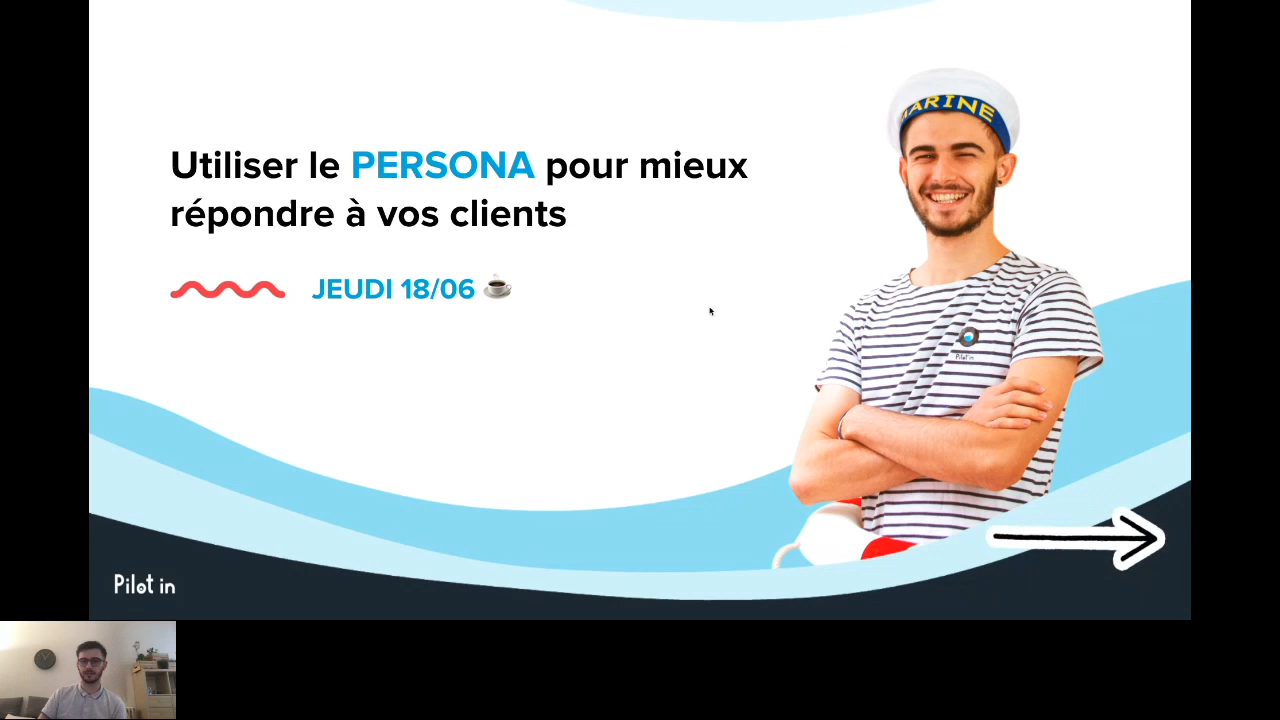 MARINE
Utiliser le PERSONA pour mieux
répondre à vos clients
JEUDI 18/06
Pilot in
Pilot in